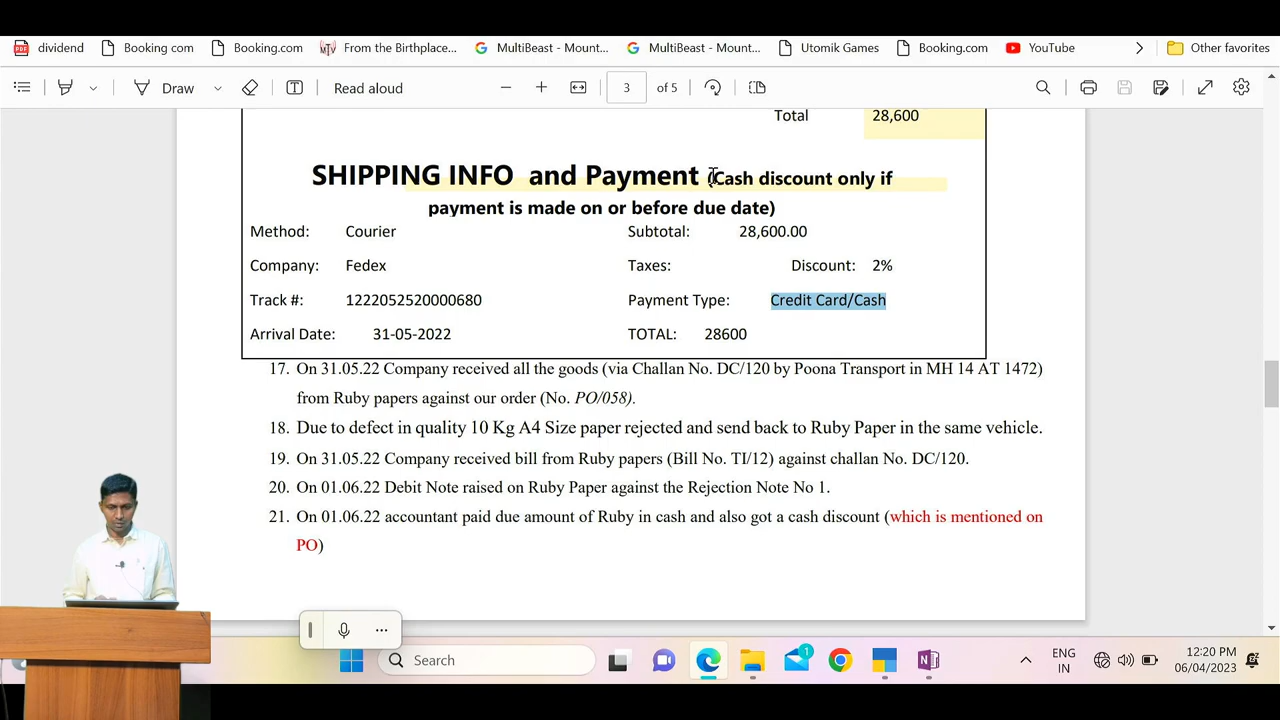 dividend Booking com Booking.com From the Birthplace... MultiBeast - Mount... MultiBeast - Mount... Utomik Games Booking.com YouTube Other favorites
Draw Read aloud 3 of 5
Total 28,600
SHIPPING INFO and Payment (Cash discount only if
payment is made on or before due date)
Method: Courier Subtotal: 28,600.00
Company: Fedex Taxes: Discount: 2%
Track #: 1222052520000680 Payment Type: Credit Card/Cash
Arrival Date: 31-05-2022 TOTAL: 28600
17. On 31.05.22 Company received all the goods (via Challan No. DC/120 by Poona Transport in MH 14 AT 1472)
from Ruby papers against our order (No. PO/058).
18. Due to defect in quality 10 Kg A4 Size paper rejected and send back to Ruby Paper in the same vehicle.
19. On 31.05.22 Company received bill from Ruby papers (Bill No. TI/12) against challan No. DC/120.
20. On 01.06.22 Debit Note raised on Ruby Paper against the Rejection Note No 1.
21. On 01.06.22 accountant paid due amount of Ruby in cash and also got a cash discount (which is mentioned on
PO)
Search 1 ENG 12:20 PM
IN 06/04/2023